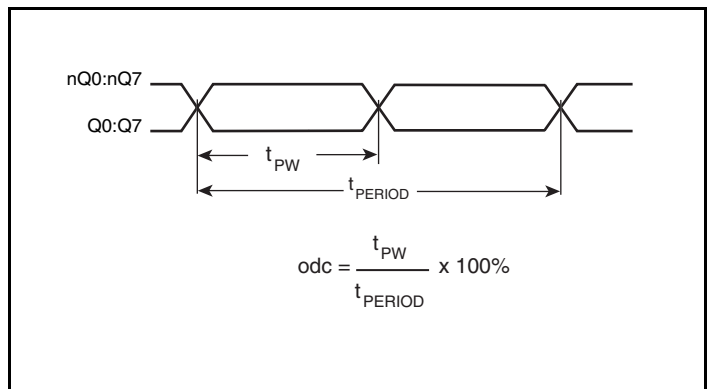 nQ0:nQ7
Q0:Q7
tPW
tPERIOD
odc = tPW / tPERIOD x 100%